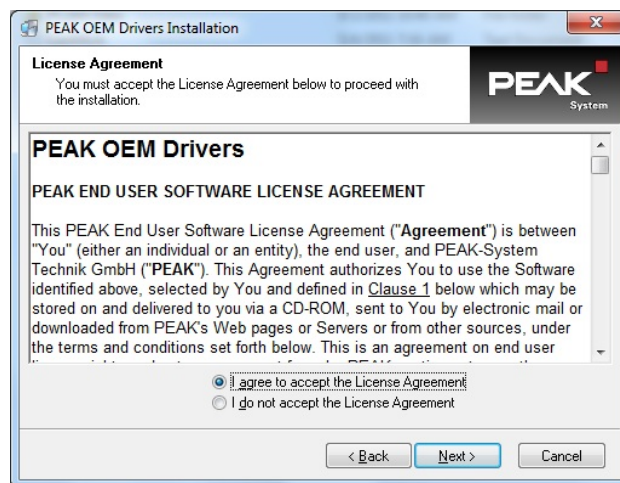 PEAK OEM Drivers Installation
License Agreement
You must accept the License Agreement below to proceed with
the installation.
PEAK
System
PEAK OEM Drivers
PEAK END USER SOFTWARE LICENSE AGREEMENT
This PEAK End User Software License Agreement ("Agreement") is between
"You" (either an individual or an entity), the end user, and PEAK-System
Technik GmbH ("PEAK"). This Agreement authorizes You to use the Software
identified above, selected by You and defined in Clause 1 below which may be
stored on and delivered to you via a CD-ROM, sent to You by electronic mail or
downloaded from PEAK's Web pages or Servers or from other sources, under
the terms and conditions set forth below. This is an agreement on end user
I agree to accept the License Agreement
I do not accept the License Agreement
< Back
Next >
Cancel